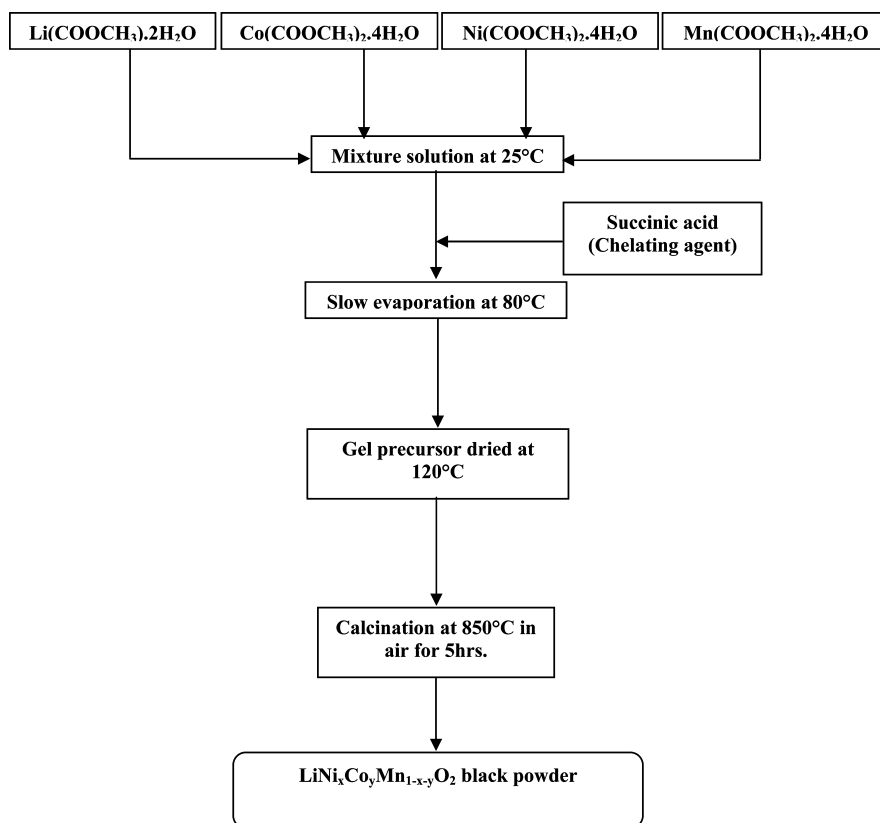 Li(COOCH₃).2H₂O
Co(COOCH₃)₂.4H₂O
Ni(COOCH₃)₂.4H₂O
Mn(COOCH₃)₂.4H₂O
Mixture solution at 25°C
Succinic acid
(Chelating agent)
Slow evaporation at 80°C
Gel precursor dried at
120°C
Calcination at 850°C in
air for 5hrs.
LiNiₓCoᵧMn₁₋ₓ₋ᵧO₂ black powder